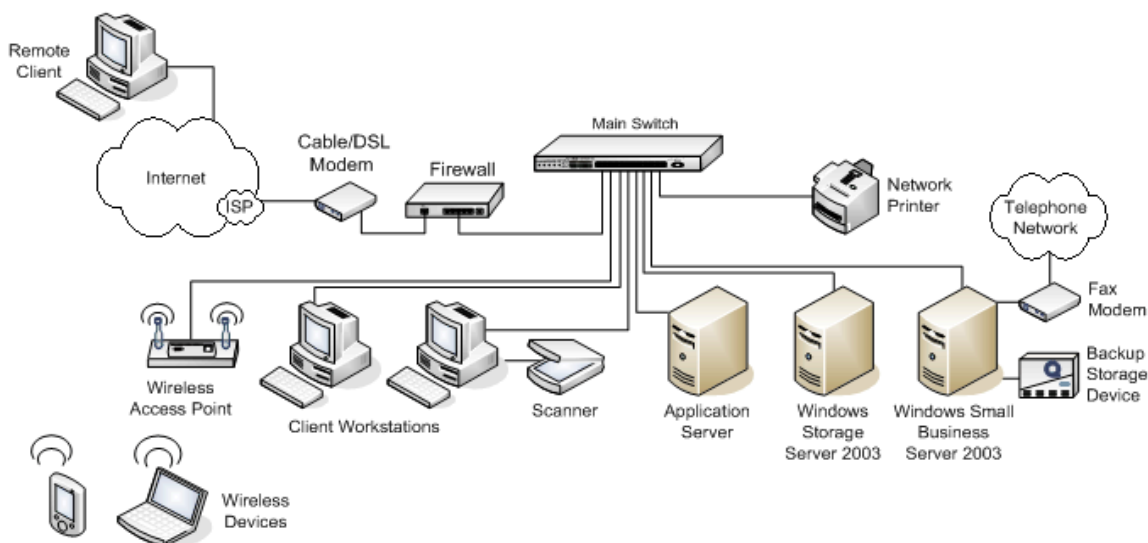 Remote
Client
Internet
ISP
Cable/DSL
Modem
Firewall
Main Switch
Network
Printer
Telephone
Network
Fax
Modem
Backup
Storage
Device
Wireless
Access Point
Client Workstations
Scanner
Application
Server
Windows
Storage
Server 2003
Windows Small
Business
Server 2003
Wireless
Devices